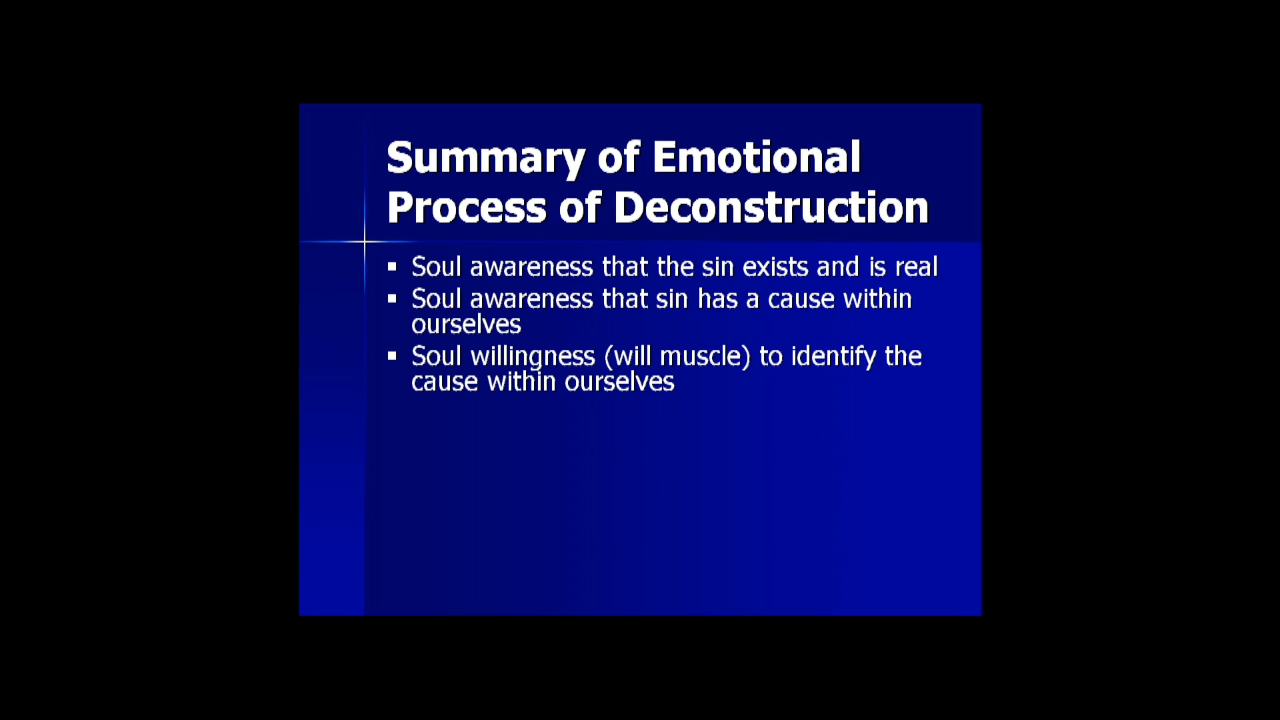 Summary of Emotional
Process of Deconstruction
▪ Soul awareness that the sin exists and is real
▪ Soul awareness that sin has a cause within
ourselves
▪ Soul willingness (will muscle) to identify the
cause within ourselves